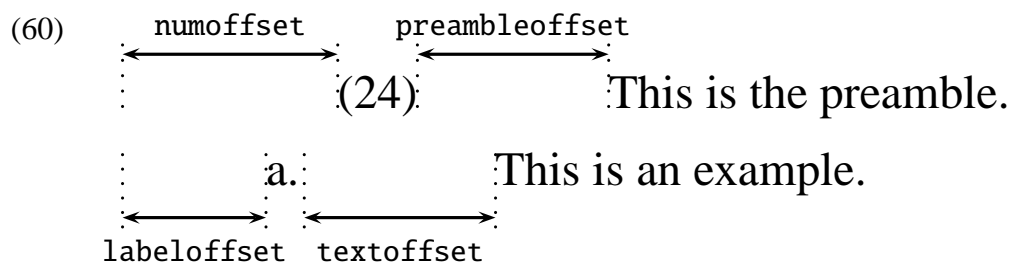 (60) numoffset preambleoffset
(24) This is the preamble.
a. This is an example.
labeloffset textoffset